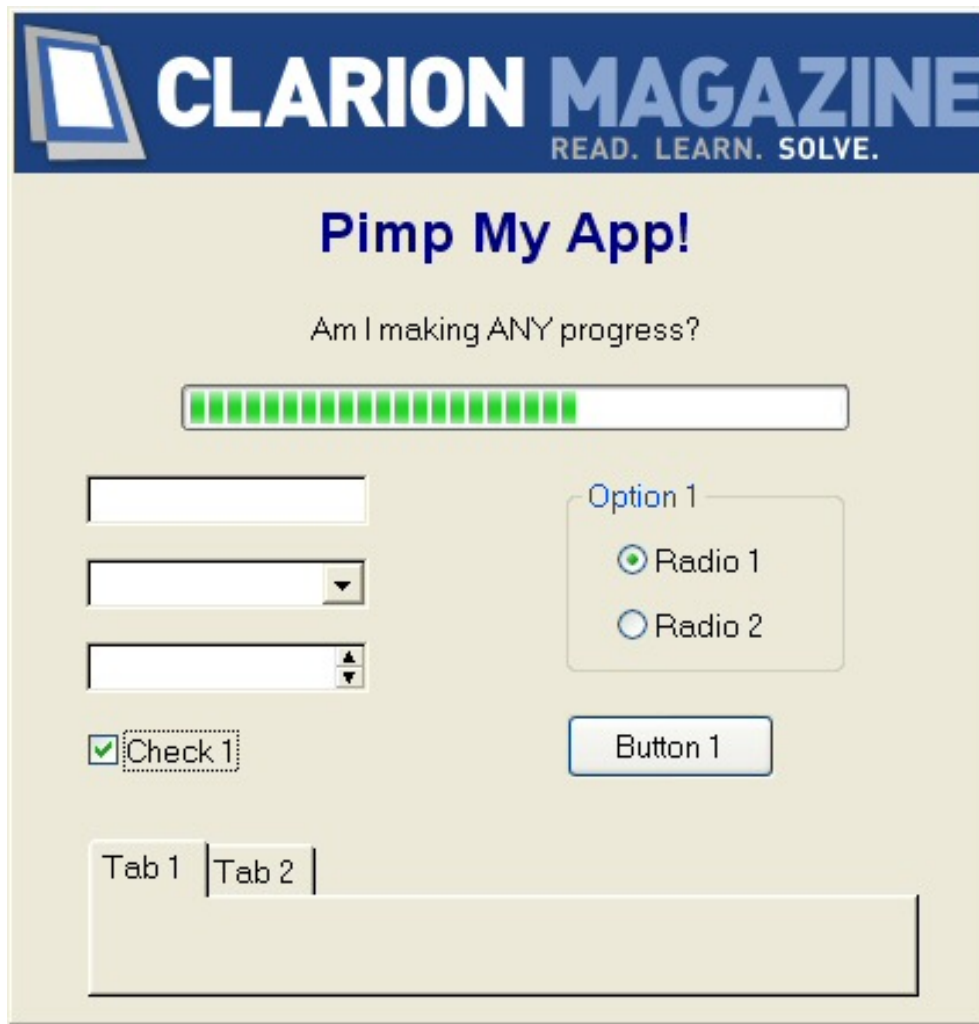 CLARION MAGAZINE
READ. LEARN. SOLVE.
Pimp My App!
Am I making ANY progress?
Option 1
Radio 1
Radio 2
Check 1
Button 1
Tab 1 Tab 2